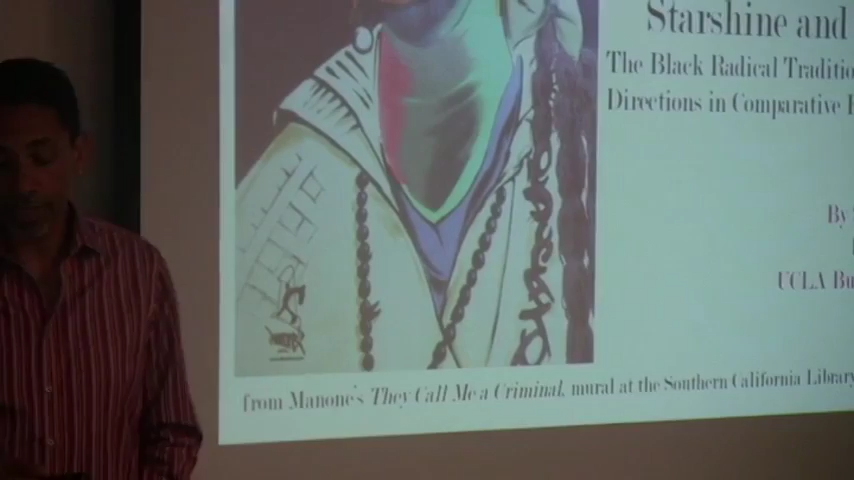 Starshine and
The Black Radical Traditio
Directions in Comparative
By
UCLA Bu
from Manone's They Call Me a Criminal, mural at the Southern California Library